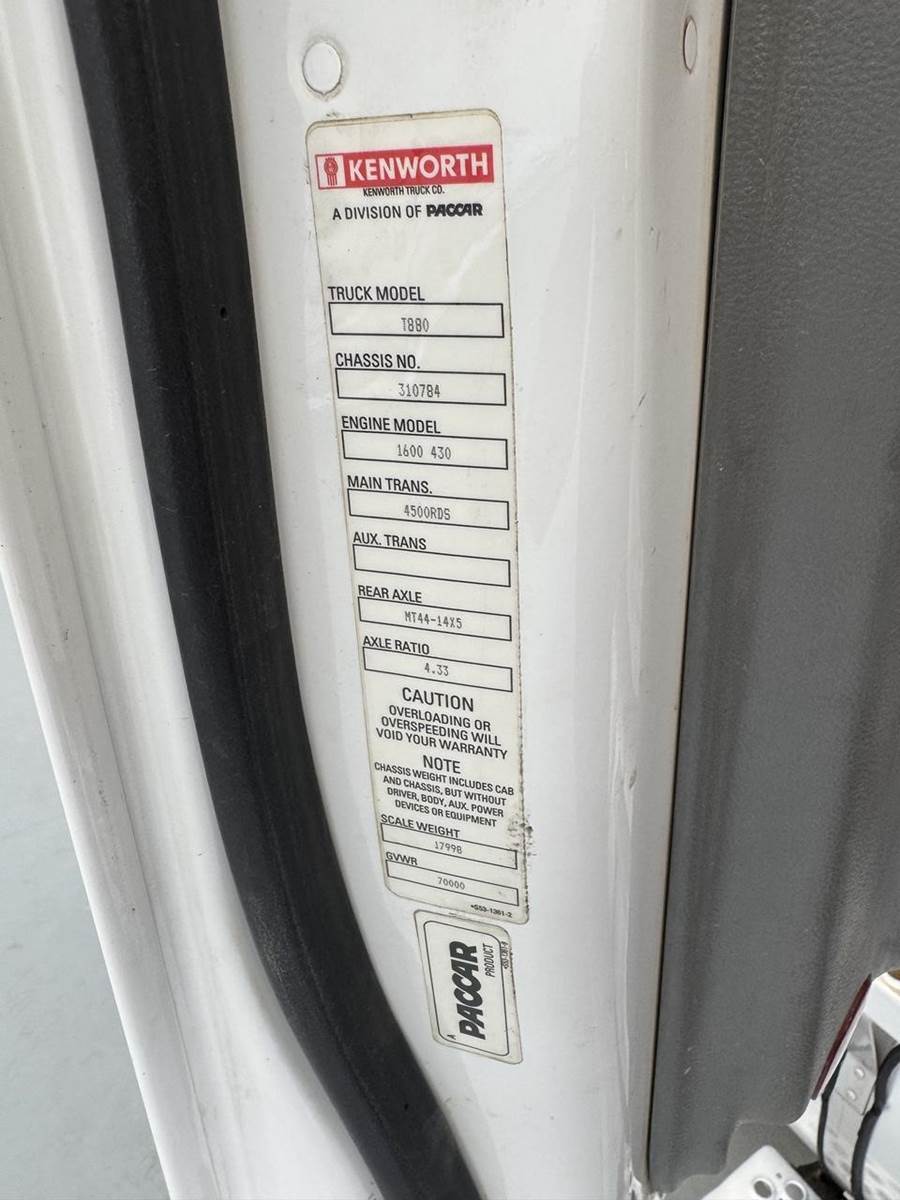 KENWORTH
KENWORTH TRUCK CO.
A DIVISION OF PACCAR
TRUCK MODEL
T880
CHASSIS NO.
310784
ENGINE MODEL
1600 430
MAIN TRANS.
4500RDS
AUX. TRANS
REAR AXLE
MT44-14X5
AXLE RATIO
4.33
CAUTION
OVERLOADING OR
OVERSPEEDING WILL
VOID YOUR WARRANTY
NOTE
CHASSIS WEIGHT INCLUDES CAB
AND CHASSIS, BUT WITHOUT
DRIVER, BODY, AUX. POWER
DEVICES OR EQUIPMENT
SCALE WEIGHT
17998
GVWR
70000
*S53-1361-2
A
PACCAR
PRODUCT